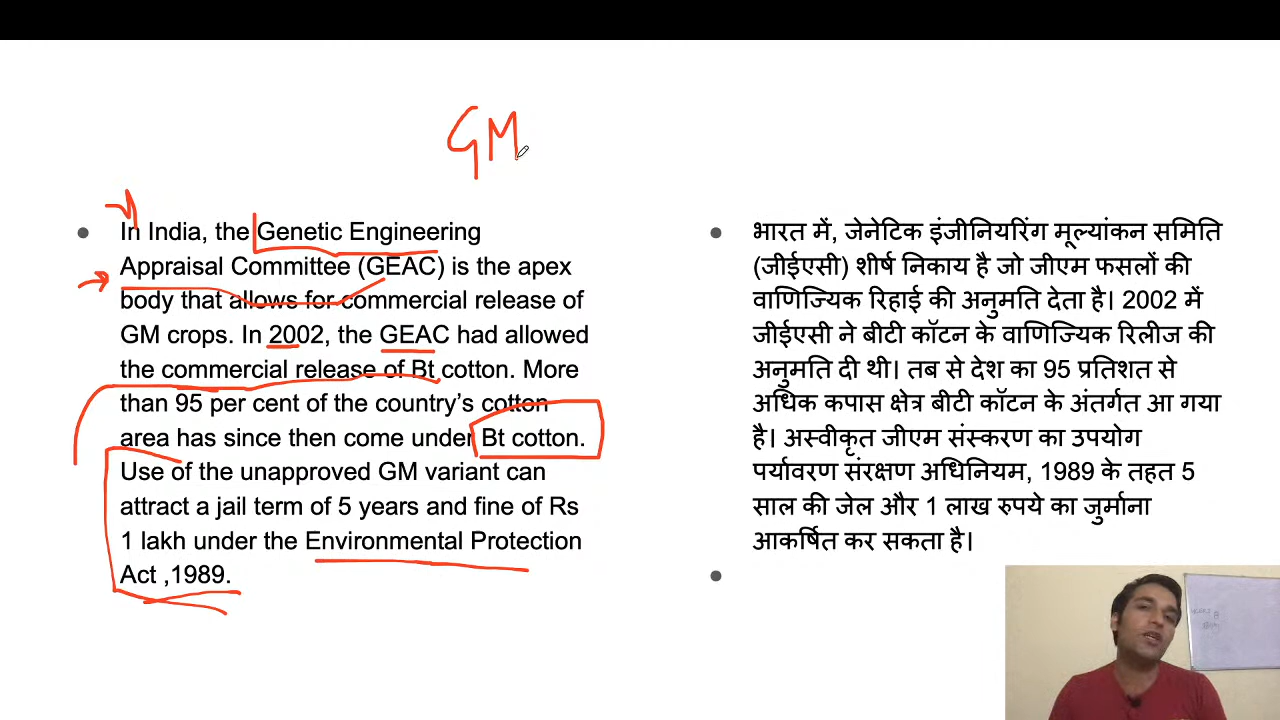 GM
In India, the Genetic Engineering
Appraisal Committee (GEAC) is the apex
body that allows for commercial release of
GM crops. In 2002, the GEAC had allowed
the commercial release of Bt cotton. More
than 95 per cent of the country's cotton
area has since then come under Bt cotton.
Use of the unapproved GM variant can
attract a jail term of 5 years and fine of Rs
1 lakh under the Environmental Protection
Act ,1989.
भारत में, जेनेटिक इंजीनियरिंग मूल्यांकन समिति
(जीईएसी) शीर्ष निकाय है जो जीएम फसलों की
वाणिज्यिक रिहाई की अनुमति देता है। 2002 में
जीईएसी ने बीटी कॉटन के वाणिज्यिक रिलीज की
अनुमति दी थी। तब से देश का 95 प्रतिशत से
अधिक कपास क्षेत्र बीटी कॉटन के अंतर्गत आ गया
है। अस्वीकृत जीएम संस्करण का उपयोग
पर्यावरण संरक्षण अधिनियम, 1989 के तहत 5
साल की जेल और 1 लाख रुपये का जुर्माना
आकर्षित कर सकता है।